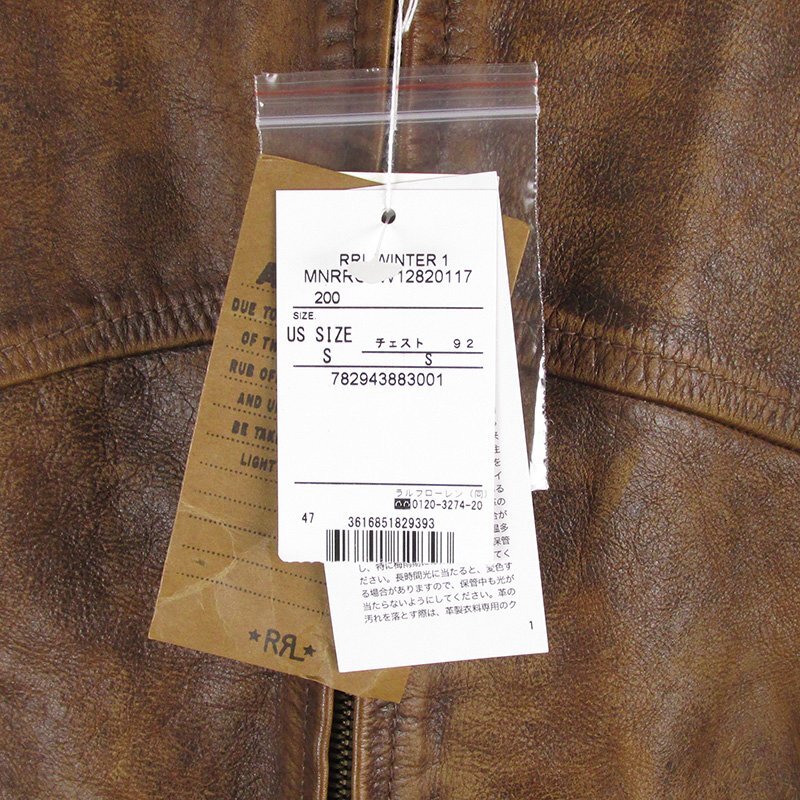 RRL WINTER 1
200
SIZE
US SIZE
S
チェスト 92
S
782943883001
ラルフローレン(同)
0120-3274-20
47
3616851829393
DUE TO
OF TH
RUB OF
AND U
BE TAK
LIGHT
RRL
ださい。長時間光に当たると、変色す
る場合がありますので、保管中も光が
当たらないようにしてください。革の
汚れを落とす際は、革製衣料専用のク
1